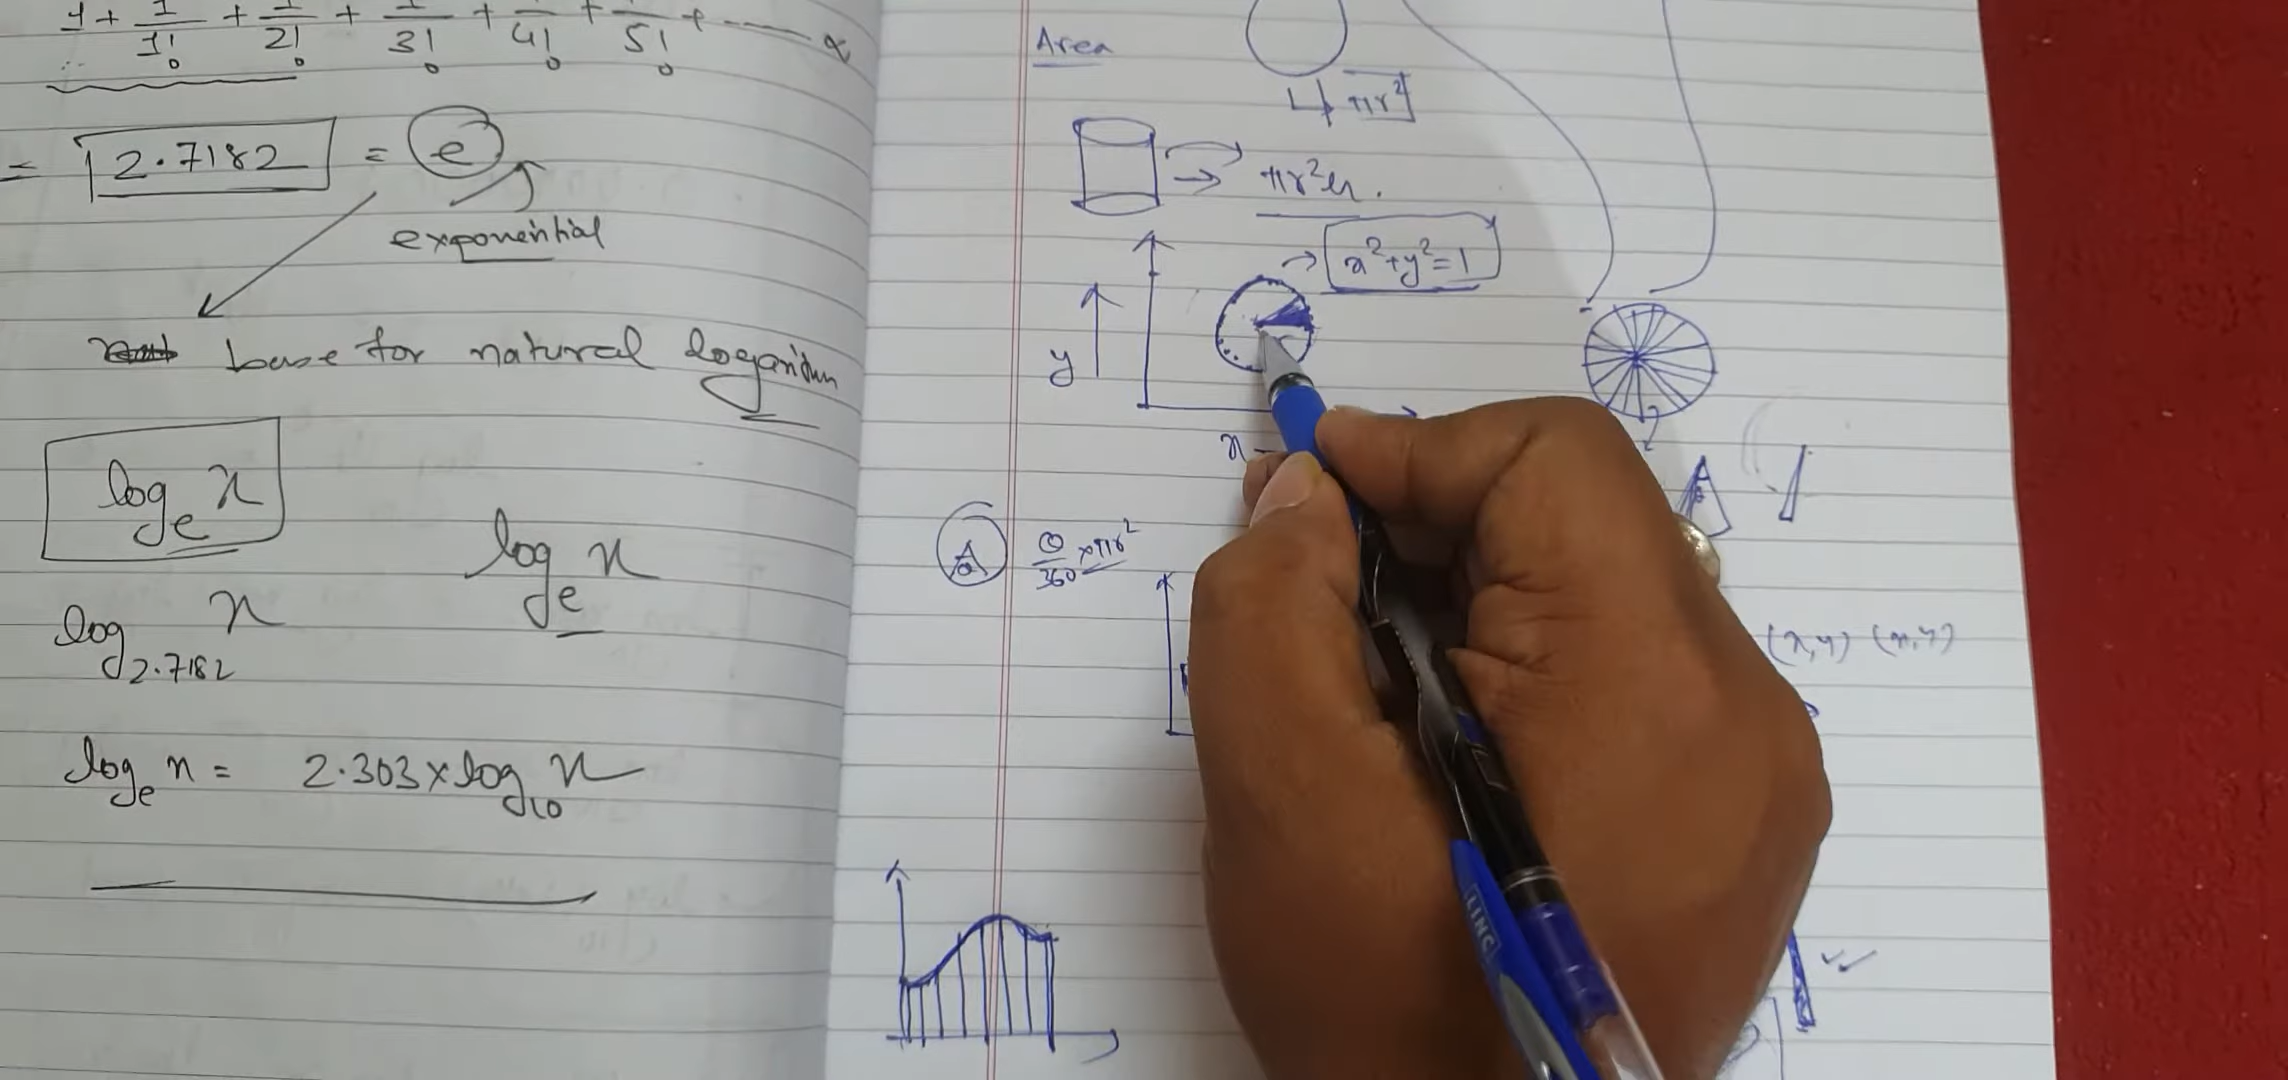 1 + 1/1! + 1/2! + 1/3! + 1/4! + 1/5! + ---- ∝
= 2.7182 = e
exponential
base for natural logarithm
log_e x
log_e x
log_2.7182 x
log_e x = 2.303 × log_10 x
Area
πr²
πr²h.
x² + y² = 1
y
x
A θ/360 × πr²
(x, y) (x, y)
LINC